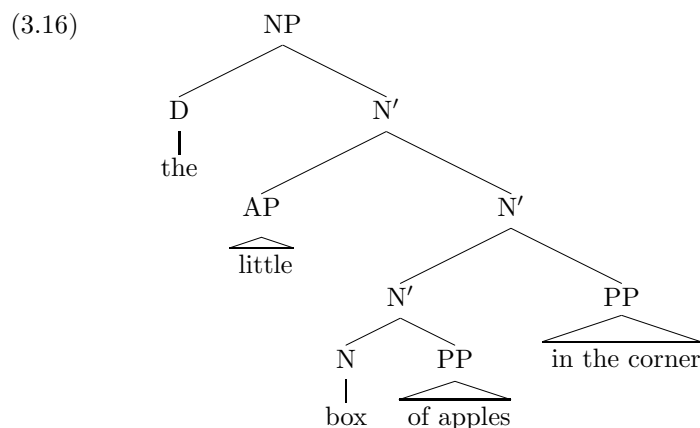 (3.16) NP
D N′
the
AP N′
little
N′ PP
N PP in the corner
box of apples